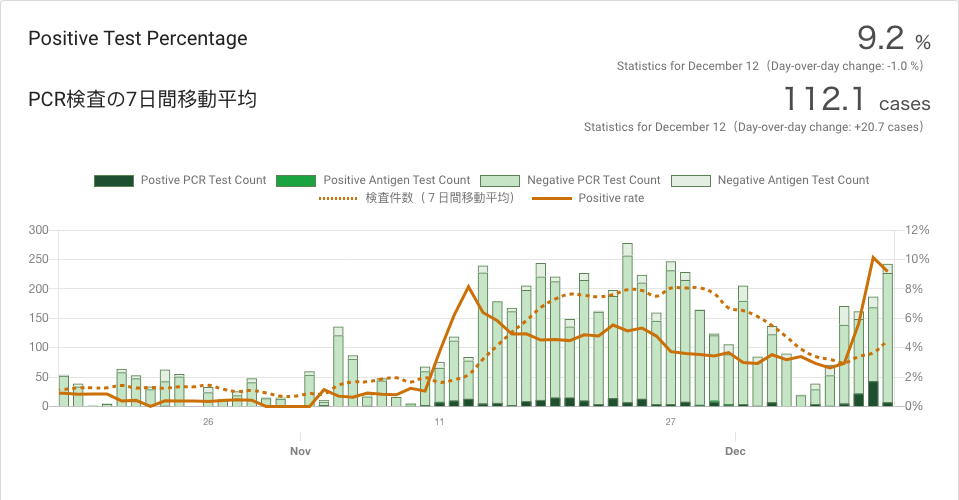 Positive Test Percentage
9.2 %
Statistics for December 12（Day-over-day change: -1.0 %）
PCR検査の7日間移動平均
112.1 cases
Statistics for December 12（Day-over-day change: +20.7 cases）
Postive PCR Test Count Positive Antigen Test Count Negative PCR Test Count Negative Antigen Test Count
検査件数（７日間移動平均） Positive rate
300 12%
250 10%
200 8%
150 6%
100 4%
50 2%
0 0%
26 11 27
Nov Dec